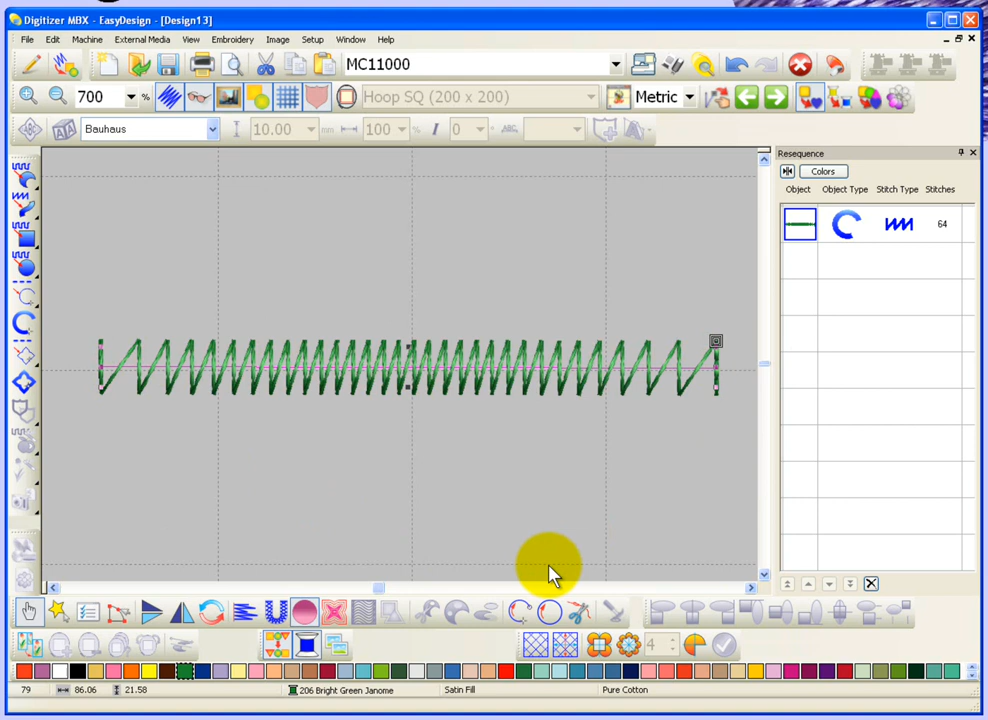 Digitizer MBX - EasyDesign - [Design13]
File Edit Machine External Media View Embroidery Image Setup Window Help
MC11000
700 % Hoop SQ (200 x 200) Metric
Bauhaus 10.00 mm 100 % 0 °
Resequence
Colors
Object Object Type Stitch Type Stitches
64
4
79 86.06 21.58 206 Bright Green Janome Satin Fill Pure Cotton